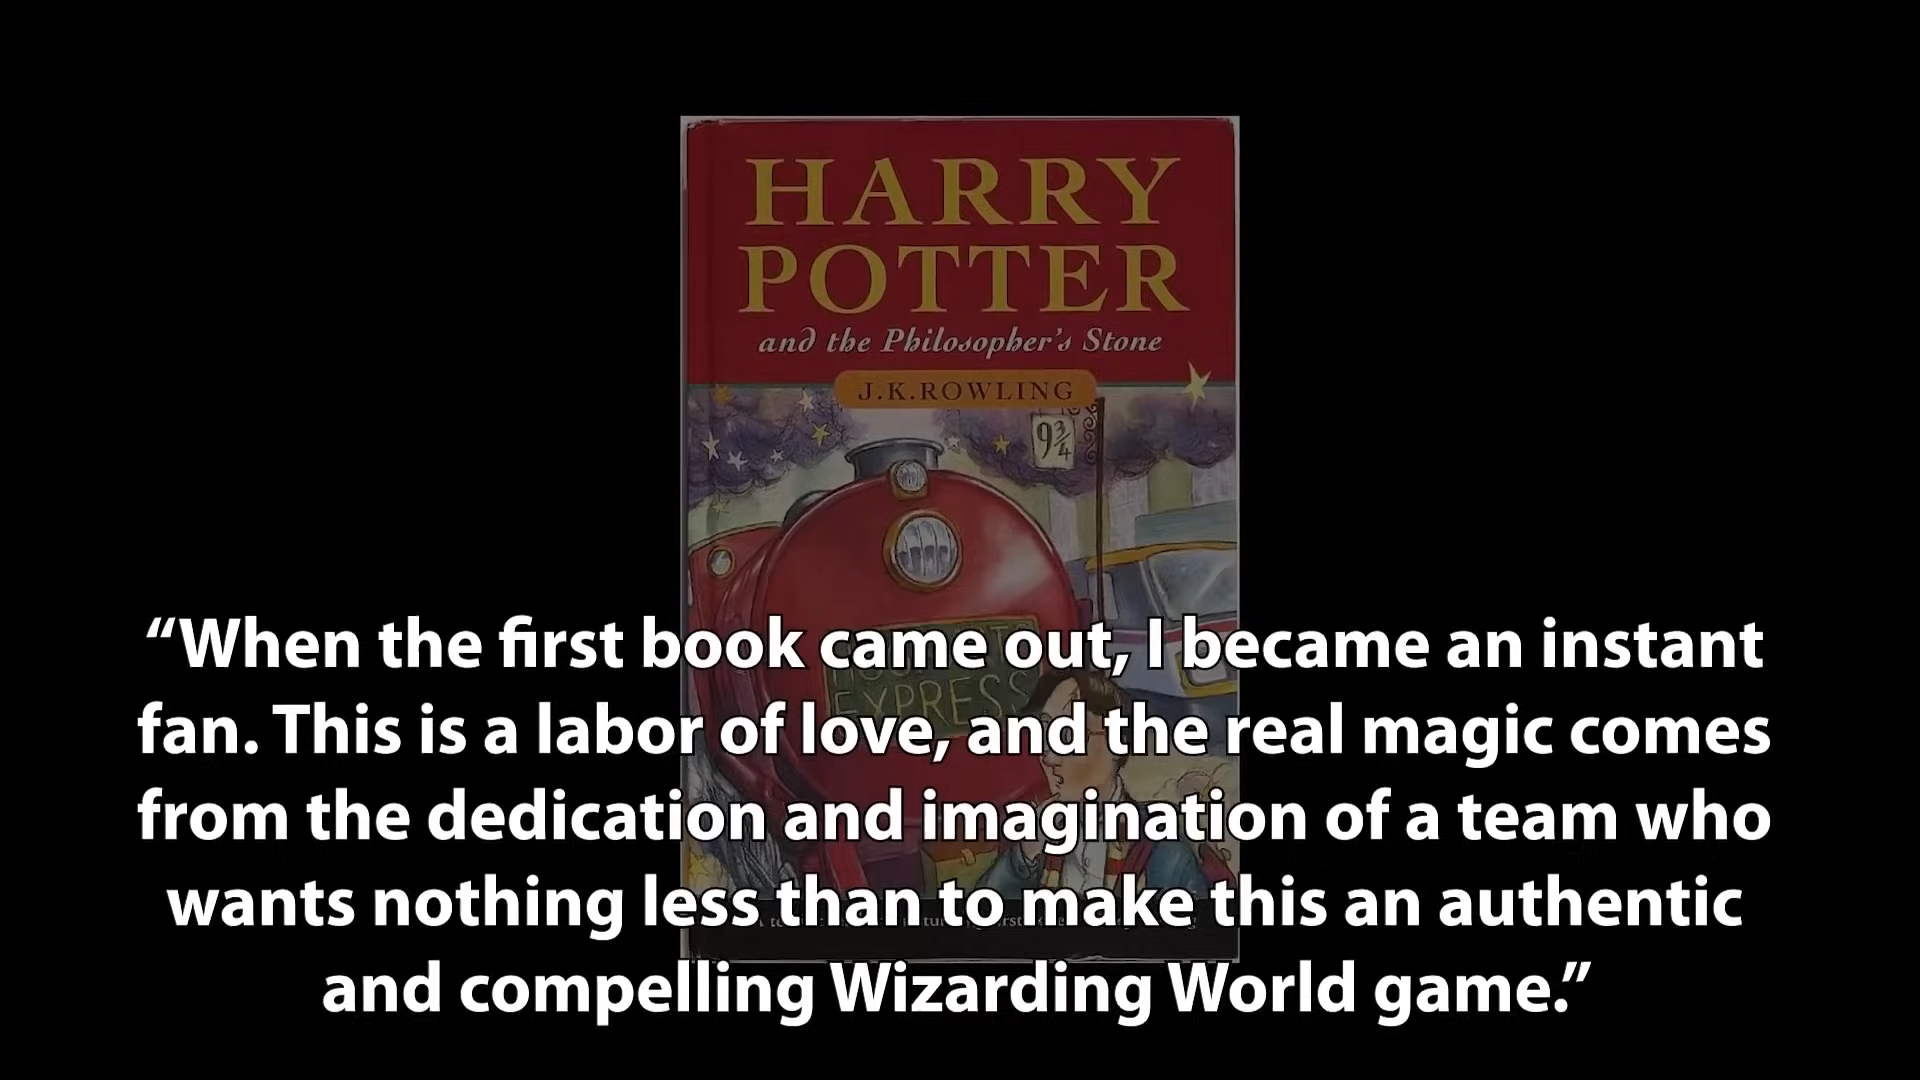 HARRY
POTTER
and the Philosopher's Stone
J.K.ROWLING
9¾
EXPRESS
“When the first book came out, I became an instant
fan. This is a labor of love, and the real magic comes
from the dedication and imagination of a team who
wants nothing less than to make this an authentic
and compelling Wizarding World game.”